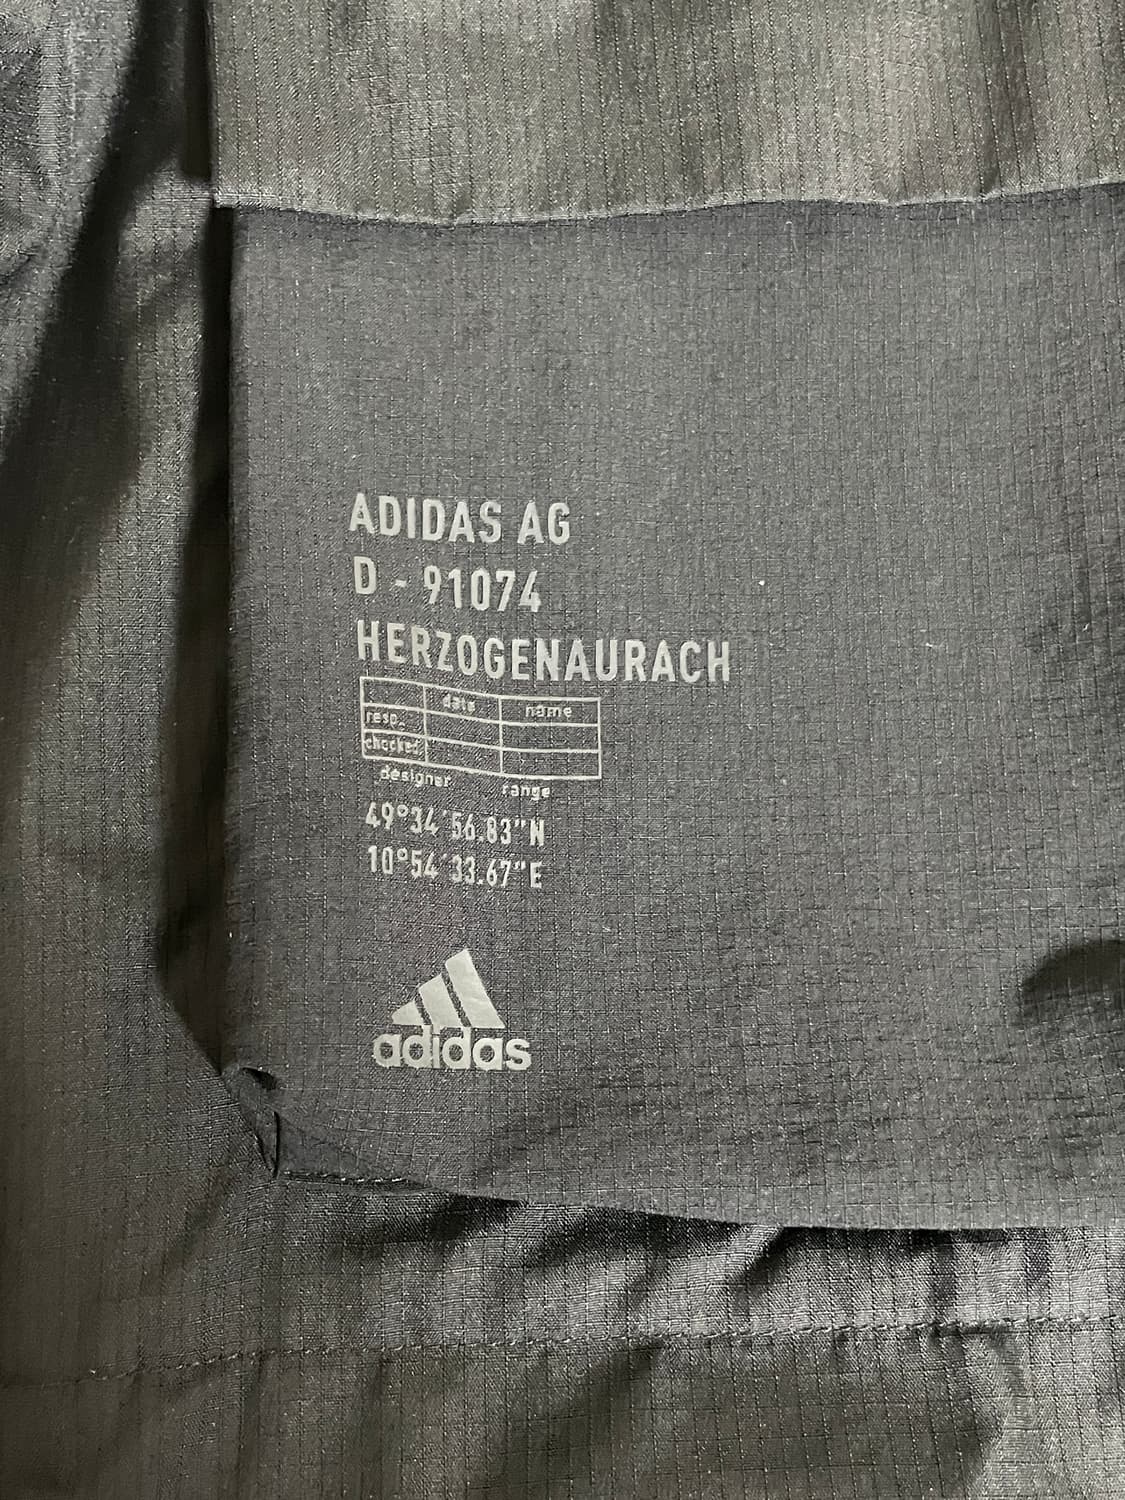 ADIDAS AG
D - 91074
HERZOGENAURACH
date name
resp.
checked.
designer range
49°34´56.83"N
10°54´33.67"E
adidas